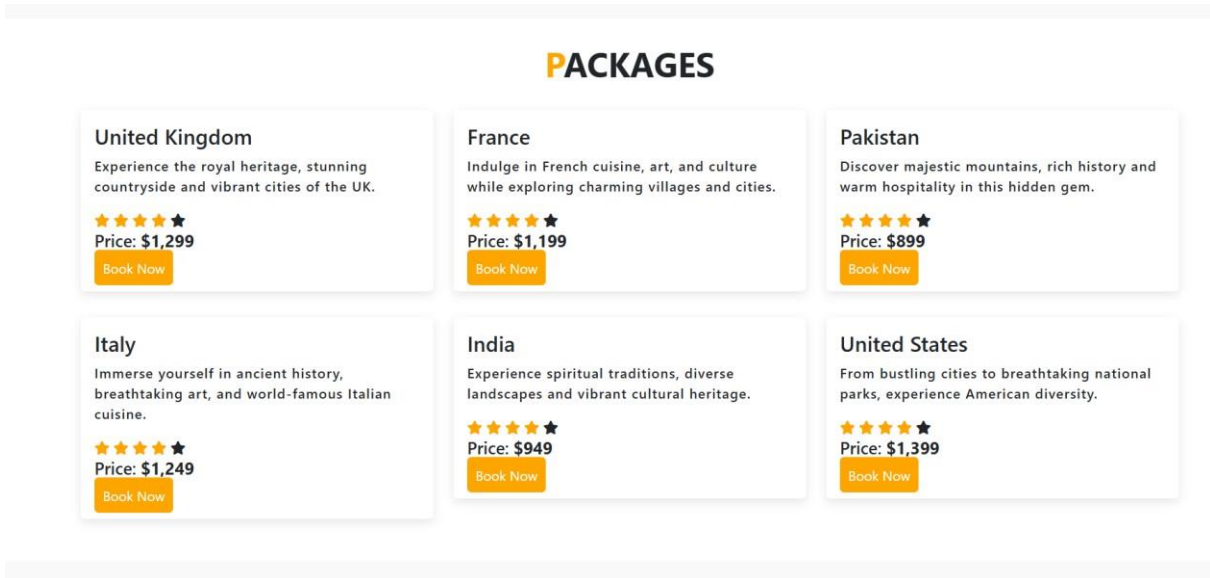 PACKAGES
United Kingdom
Experience the royal heritage, stunning
countryside and vibrant cities of the UK.
Price: $1,299
Book Now
France
Indulge in French cuisine, art, and culture
while exploring charming villages and cities.
Price: $1,199
Book Now
Pakistan
Discover majestic mountains, rich history and
warm hospitality in this hidden gem.
Price: $899
Book Now
Italy
Immerse yourself in ancient history,
breathtaking art, and world-famous Italian
cuisine.
Price: $1,249
Book Now
India
Experience spiritual traditions, diverse
landscapes and vibrant cultural heritage.
Price: $949
Book Now
United States
From bustling cities to breathtaking national
parks, experience American diversity.
Price: $1,399
Book Now